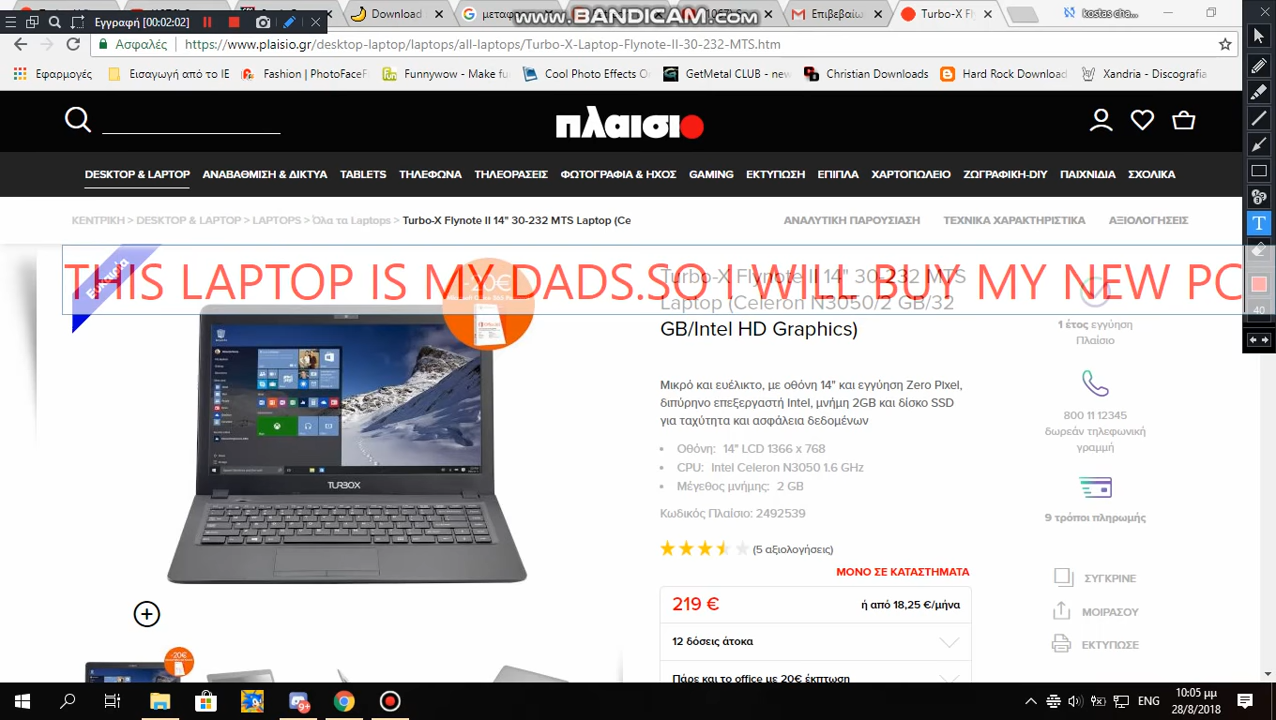 Εγγραφή [00:02:02]
Download
G μεταφ
WWW.BANDICAM.COM
Επιβεβαίω
Turbo-X Fl
kostas cha...
Ασφαλές
https://www.plaisio.gr/desktop-laptop/laptops/all-laptops/Turbo-X-Laptop-Flynote-II-30-232-MTS.htm
Εφαρμογές
Εισαγωγή από το IE
Fashion | PhotoFaceF
Funnywow - Make fu
Cool Photo Effects O
GetMetal CLUB - new
Christian Downloads
Hard Rock Download
Xandria - Discografia
πλαισιο
DESKTOP & LAPTOP ΑΝΑΒΑΘΜΙΣΗ & ΔΙΚΤΥΑ TABLETS ΤΗΛΕΦΩΝΑ ΤΗΛΕΟΡΑΣΕΙΣ ΦΩΤΟΓΡΑΦΙΑ & ΗΧΟΣ GAMING ΕΚΤΥΠΩΣΗ ΕΠΙΠΛΑ ΧΑΡΤΟΠΩΛΕΙΟ ΖΩΓΡΑΦΙΚΗ-DIY ΠΑΙΧΝΙΔΙΑ ΣΧΟΛΙΚΑ
ΚΕΝΤΡΙΚΗ > DESKTOP & LAPTOP > LAPTOPS > Όλα τα Laptops > Turbo-X Flynote II 14" 30-232 MTS Laptop (Ce
ΑΝΑΛΥΤΙΚΗ ΠΑΡΟΥΣΙΑΣΗ ΤΕΧΝΙΚΑ ΧΑΡΑΚΤΗΡΙΣΤΙΚΑ ΑΞΙΟΛΟΓΗΣΕΙΣ
Ευκαιρία
THIS LAPTOP IS MY DADS.SO I WILL BUY MY NEW PC
-20€
Turbo-X Flynote II 14" 30-232 MTS
Laptop (Celeron N3050/2 GB/32
GB/Intel HD Graphics)
40
1 έτος εγγύηση
Πλαίσιο
Μικρό και ευέλικτο, με οθόνη 14" και εγγύηση Zero Pixel,
διπύρηνο επεξεργαστή Intel, μνήμη 2GB και δίσκο SSD
για ταχύτητα και ασφάλεια δεδομένων
Οθόνη: 14" LCD 1366 x 768
CPU: Intel Celeron N3050 1.6 GHz
Μέγεθος μνήμης: 2 GB
Κωδικός Πλαίσιο: 2492539
800 11 12345
δωρεάν τηλεφωνική
γραμμή
TURBOX
9 τρόποι πληρωμής
(5 αξιολογήσεις)
ΜΟΝΟ ΣΕ ΚΑΤΑΣΤΗΜΑΤΑ
219 € ή από 18,25 €/μήνα
12 δόσεις άτοκα
Πάρε και το office με 20€ έκπτωση
ΣΥΓΚΡΙΝΕ
ΜΟΙΡΑΣΟΥ
ΕΚΤΥΠΩΣΕ
-20€
ENG
10:05 μμ
28/8/2018